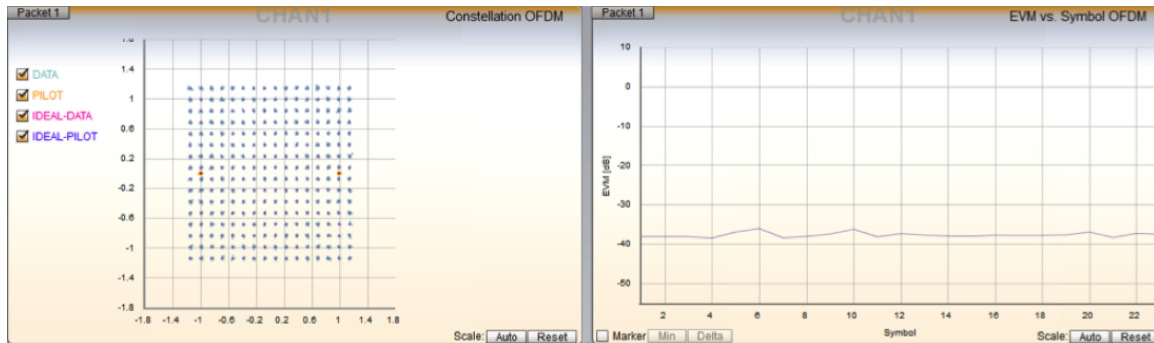 Packet 1
CHAN1
Constellation OFDM
DATA
PILOT
IDEAL-DATA
IDEAL-PILOT
1.4
1
0.6
0.2
-0.2
-0.6
-1
-1.4
-1.8
-1.8 -1.4 -1 -0.6 -0.2 0.2 0.6 1 1.4 1.8
Scale: Auto Reset
Packet 1
CHAN1
EVM vs. Symbol OFDM
EVM [dB]
10
0
-10
-20
-30
-40
-50
2 4 6 8 10 12 14 16 18 20 22
Symbol
Marker Min Delta
Scale: Auto Reset